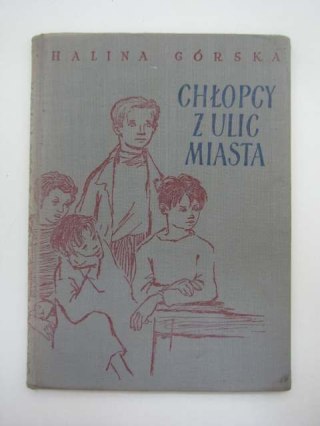 HALINA GÓRSKA
CHŁOPCY
Z ULIC
MIASTA